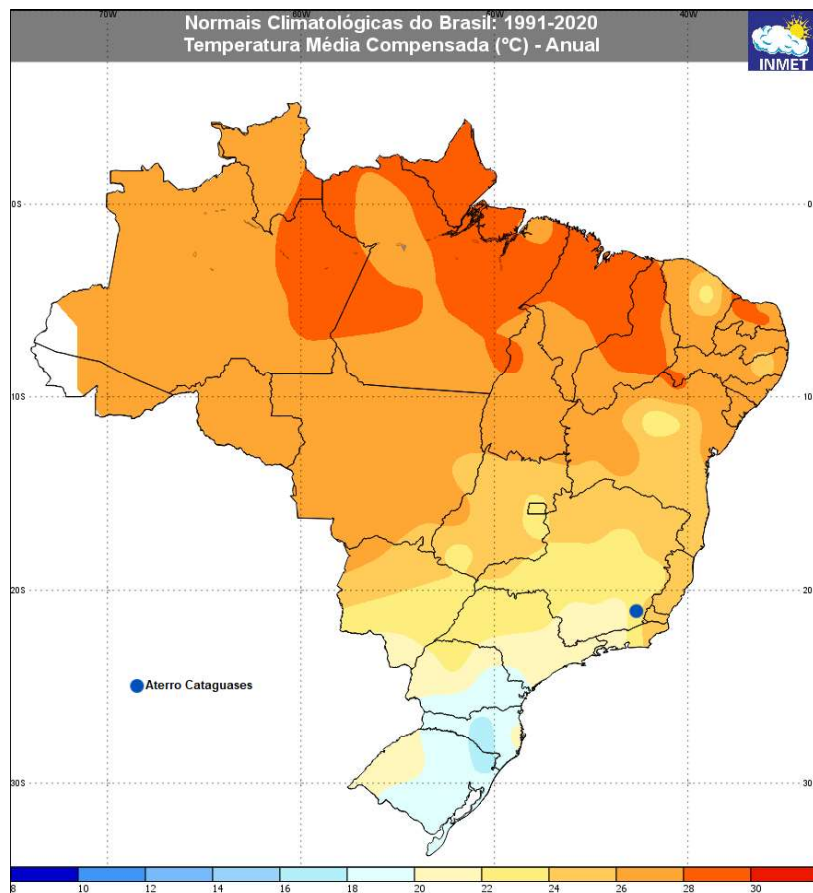 Normais Climatológicas do Brasil: 1991-2020
Temperatura Média Compensada (°C) - Anual
INMET
70W 60W 50W 40W
0S 0
10S 10
20S 20
Aterro Cataguases
30S 30
8 10 12 14 16 18 20 22 24 26 28 30